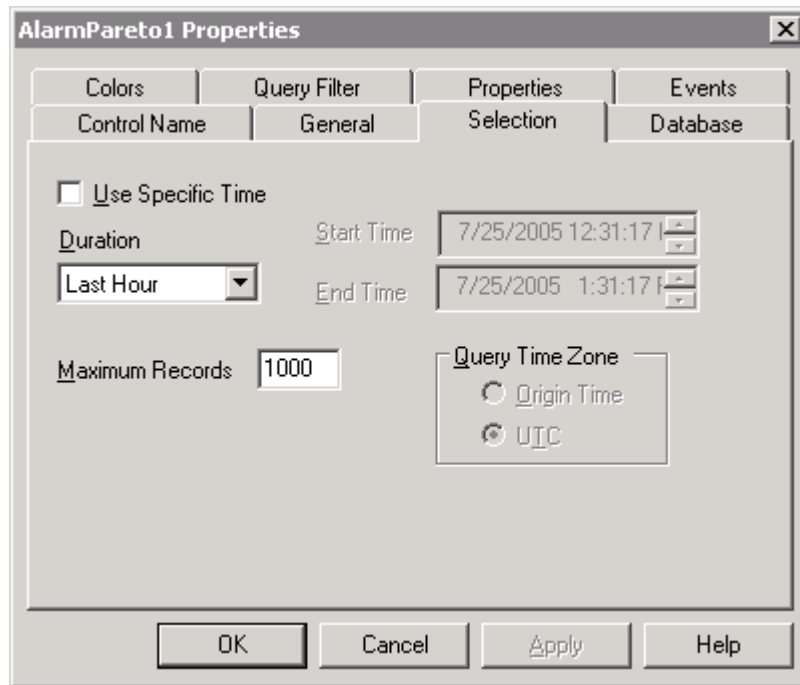 AlarmPareto1 Properties
Colors Query Filter Properties Events
Control Name General Selection Database
Use Specific Time
Duration
Last Hour
Start Time 7/25/2005 12:31:17
End Time 7/25/2005 1:31:17
Maximum Records 1000
Query Time Zone
Origin Time
UTC
OK Cancel Apply Help